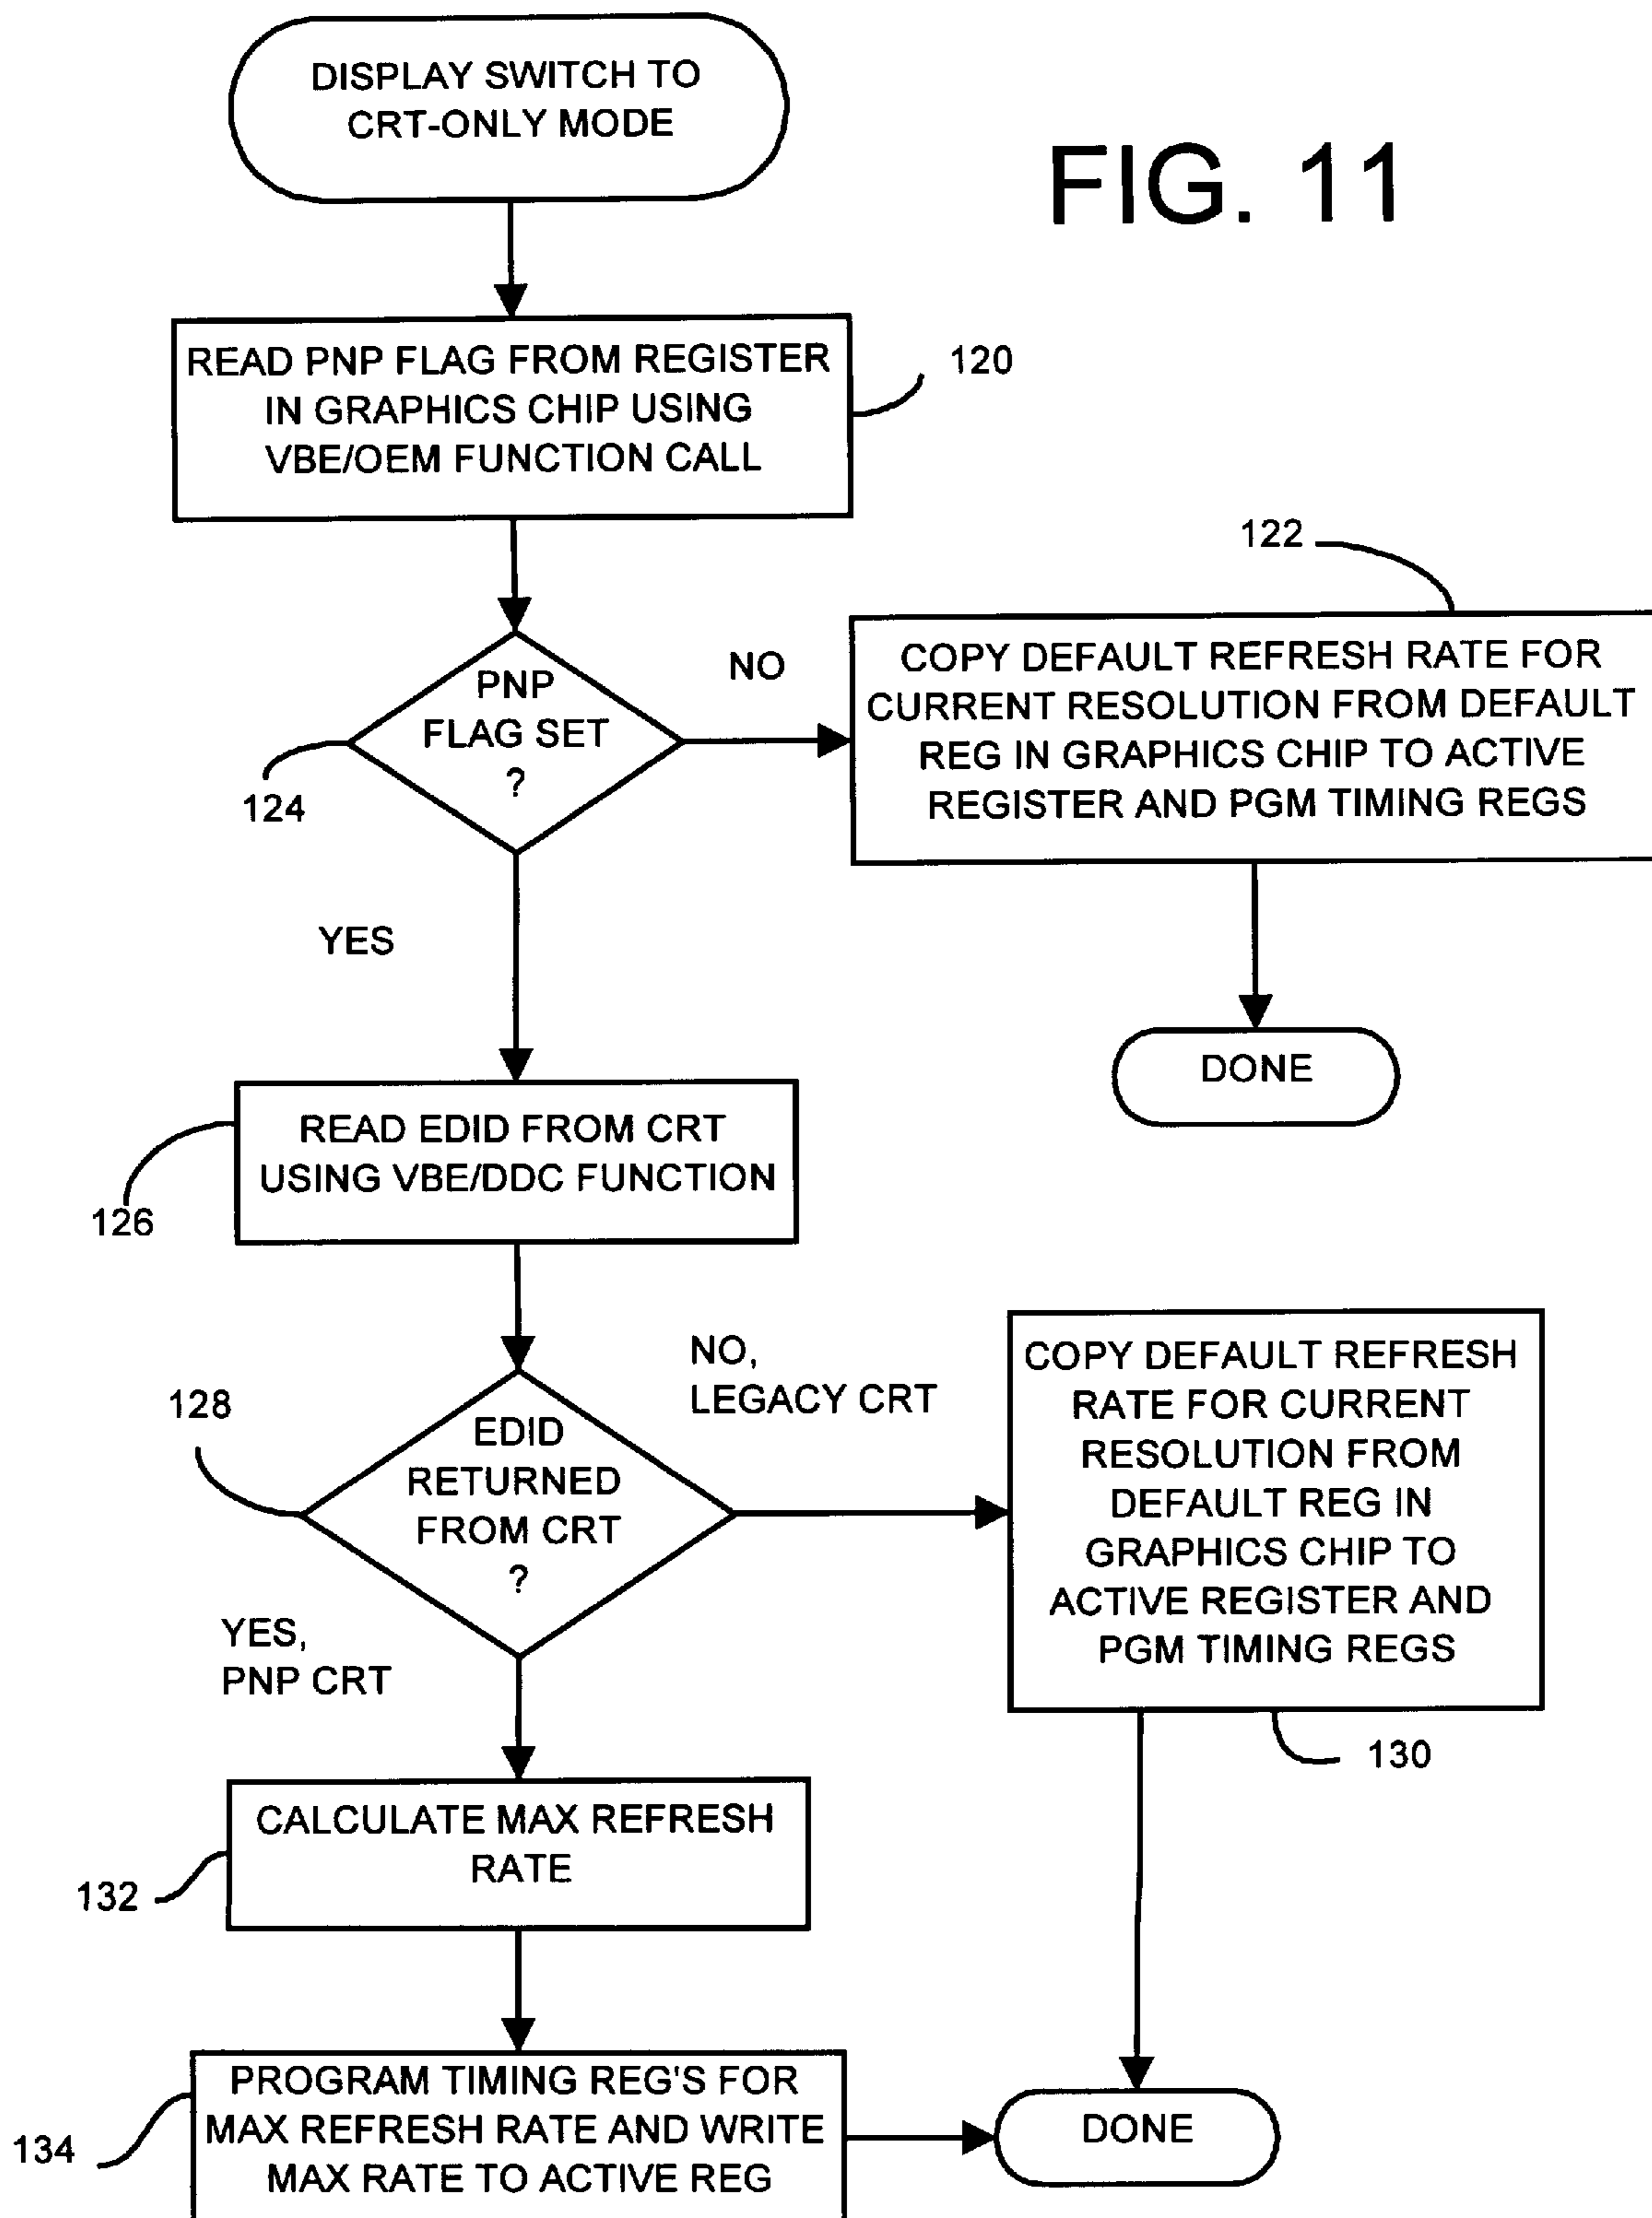 DISPLAY SWITCH TO
CRT-ONLY MODE
FIG. 11
READ PNP FLAG FROM REGISTER
IN GRAPHICS CHIP USING
VBE/OEM FUNCTION CALL
120
122
PNP
FLAG SET
?
124
NO
COPY DEFAULT REFRESH RATE FOR
CURRENT RESOLUTION FROM DEFAULT
REG IN GRAPHICS CHIP TO ACTIVE
REGISTER AND PGM TIMING REGS
YES
DONE
READ EDID FROM CRT
USING VBE/DDC FUNCTION
126
128
EDID
RETURNED
FROM CRT
?
NO,
LEGACY CRT
COPY DEFAULT REFRESH
RATE FOR CURRENT
RESOLUTION FROM
DEFAULT REG IN
GRAPHICS CHIP TO
ACTIVE REGISTER AND
PGM TIMING REGS
130
YES,
PNP CRT
CALCULATE MAX REFRESH
RATE
132
PROGRAM TIMING REG'S FOR
MAX REFRESH RATE AND WRITE
MAX RATE TO ACTIVE REG
134
DONE